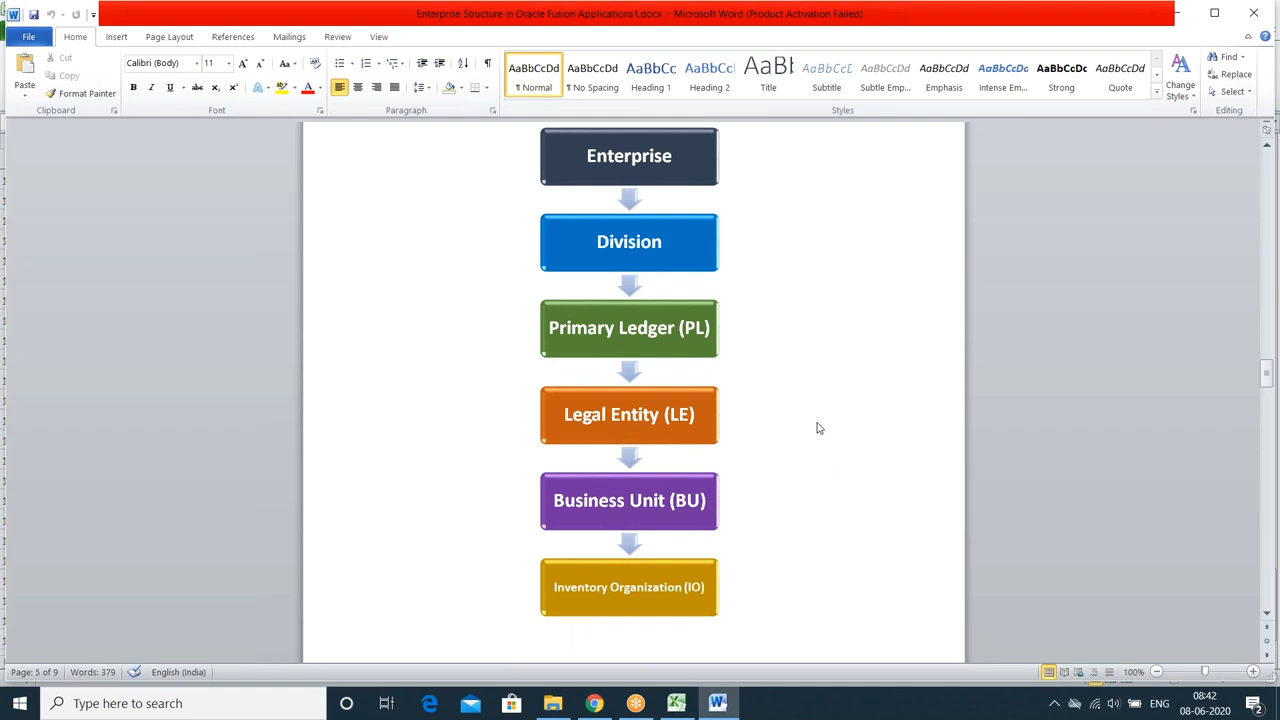 Enterprise Structure in Oracle Fusion Applications1.docx - Microsoft Word (Product Activation Failed)
File Home Insert Page Layout References Mailings Review View
Cut
Copy
Format Painter
Paste
Clipboard
Calibri (Body) 11
Font
Paragraph
AaBbCcDd AaBbCcDd AaBbCc AaBbCc AaBb AaBbCcDd AaBbCcDd AaBbCcDd AaBbCcDd AaBbCcDd AaBbCcDd
¶ Normal ¶ No Spacing Heading 1 Heading 2 Title Subtitle Subtle Emp... Emphasis Intense Em... Strong Quote
Styles
Change Styles
Find
Replace
Select
Editing
Enterprise
Division
Primary Ledger (PL)
Legal Entity (LE)
Business Unit (BU)
Inventory Organization (IO)
Page: 5 of 9 Words: 379 English (India) 100%
Type here to search
ENG
08:42
08-06-2020
2